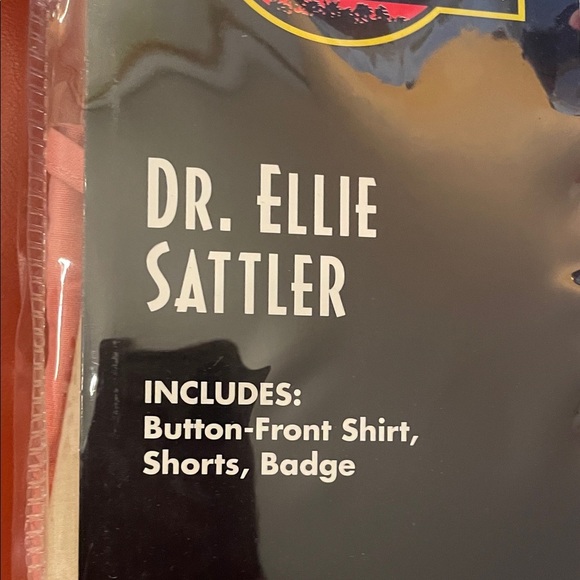 DR. ELLIE
SATTLER
INCLUDES:
Button-Front Shirt,
Shorts, Badge